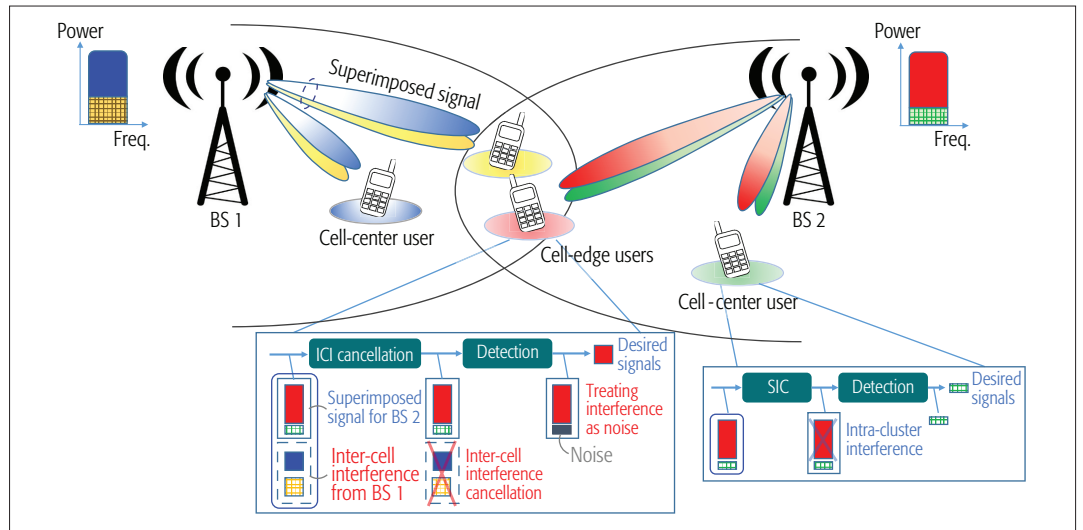 Power
Freq.
BS 1
Superimposed signal
Cell-center user
Cell-edge users
Power
Freq.
BS 2
Cell-center user
ICI cancellation
Detection
Desired
signals
Superimposed
signal for BS 2
Treating
interference
as noise
Noise
Inter-cell
interference
from BS 1
Inter-cell
interference
cancellation
SIC
Detection
Desired
signals
Intra-cluster
interference